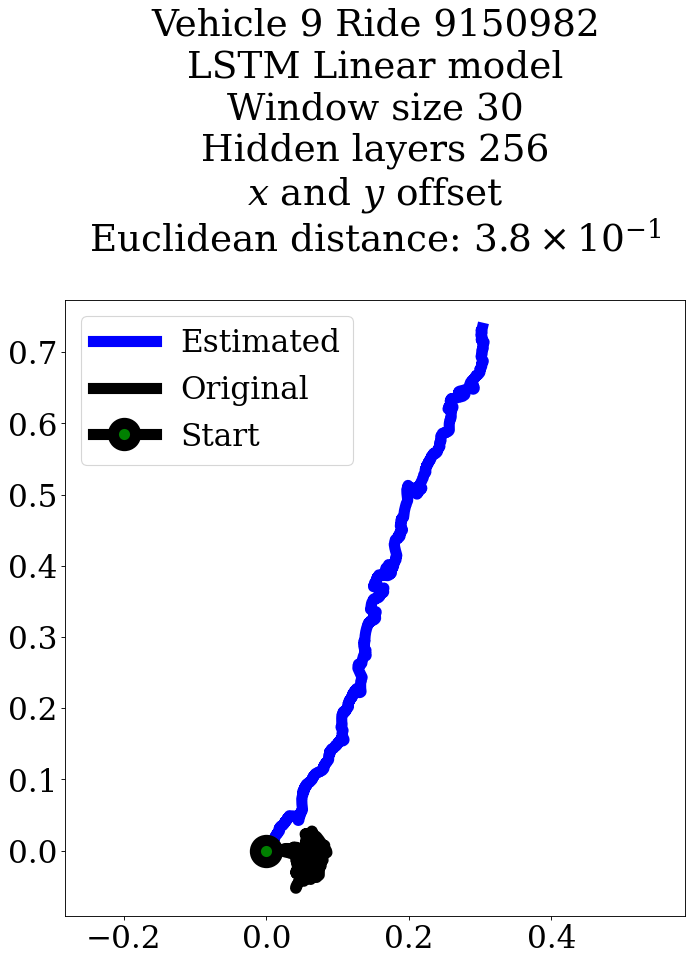 Vehicle 9 Ride 9150982
LSTM Linear model
Window size 30
Hidden layers 256
x and y offset
Euclidean distance: 3.8 × 10⁻¹
Estimated
Original
Start
0.7
0.6
0.5
0.4
0.3
0.2
0.1
0.0
−0.2 0.0 0.2 0.4